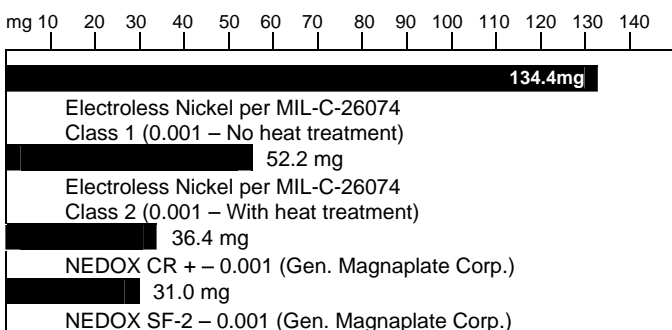 mg 10 20 30 40 50 60 70 80 90 100 110 120 130 140
134.4mg
Electroless Nickel per MIL-C-26074
Class 1 (0.001 – No heat treatment)
52.2 mg
Electroless Nickel per MIL-C-26074
Class 2 (0.001 – With heat treatment)
36.4 mg
NEDOX CR + – 0.001 (Gen. Magnaplate Corp.)
31.0 mg
NEDOX SF-2 – 0.001 (Gen. Magnaplate Corp.)